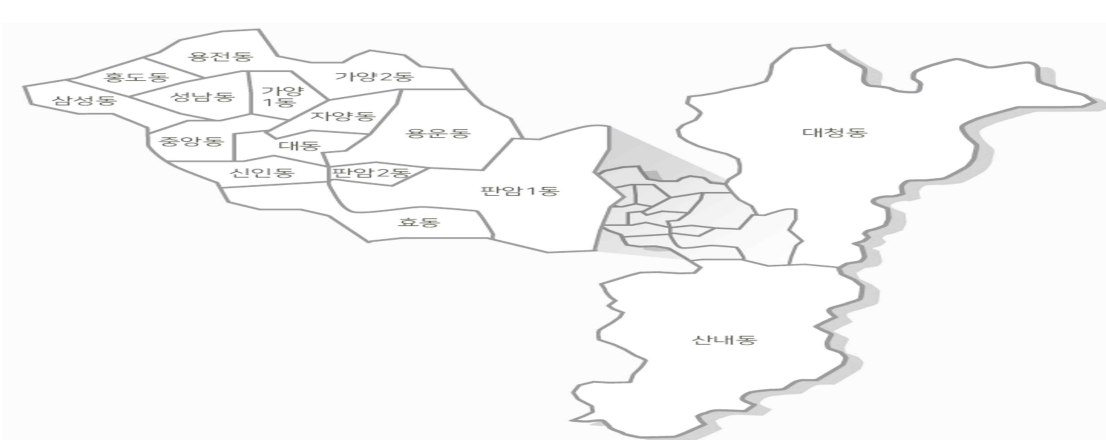 용전동
홍도동
가양2동
삼성동
성남동
가양
1동
자양동
용운동
대청동
중앙동
대동
신인동
판암2동
판암1동
효동
산내동